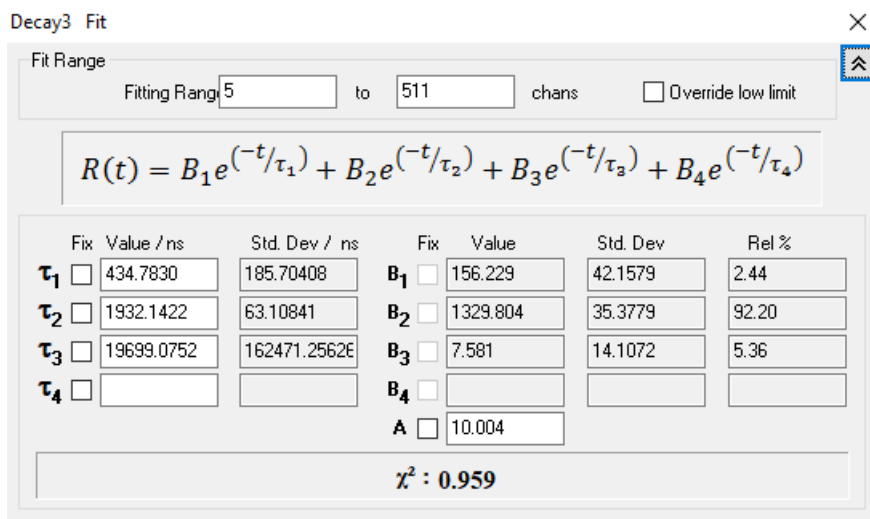 Decay3 Fit
Fit Range
Fitting Rang 5 to 511 chans Override low limit
R(t) = B₁e^(−t/τ₁) + B₂e^(−t/τ₂) + B₃e^(−t/τ₃) + B₄e^(−t/τ₄)
Fix Value / ns Std. Dev / ns Fix Value Std. Dev Rel %
τ₁ 434.7830 185.70408 B₁ 156.229 42.1579 2.44
τ₂ 1932.1422 63.10841 B₂ 1329.804 35.3779 92.20
τ₃ 19699.0752 162471.25626 B₃ 7.581 14.1072 5.36
τ₄ B₄
A 10.004
χ² : 0.959